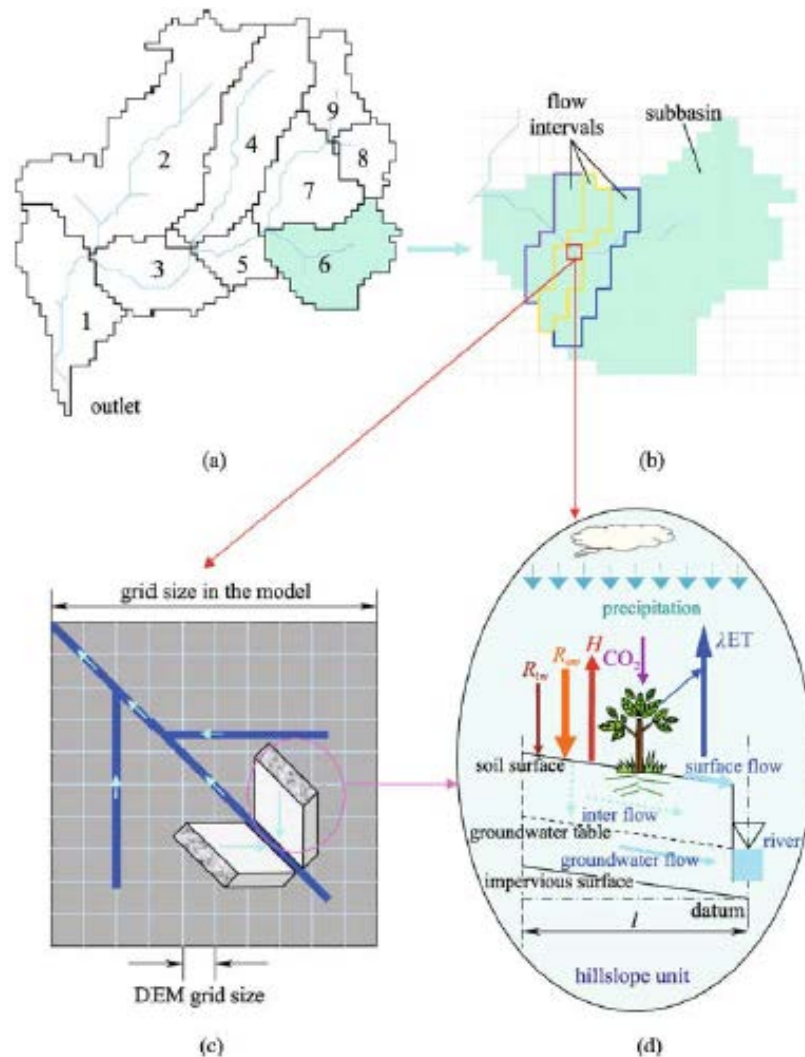 9
2
4
8
7
3
5
6
1
outlet
(a)
flow
intervals
subbasin
(b)
grid size in the model
DEM grid size
(c)
precipitation
R_lw
R_sw
H
CO₂
λET
soil surface
surface flow
inter flow
groundwater table
river
groundwater flow
impervious surface
datum
l
hillslope unit
(d)